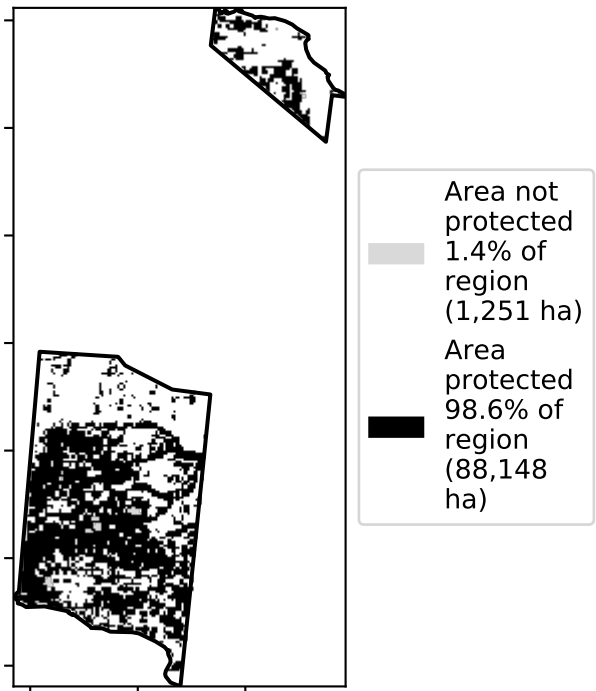 Area not
protected
1.4% of
region
(1,251 ha)
Area
protected
98.6% of
region
(88,148
ha)